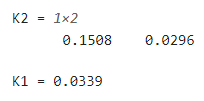 K2 = 1×2
0.1508 0.0296
K1 = 0.0339